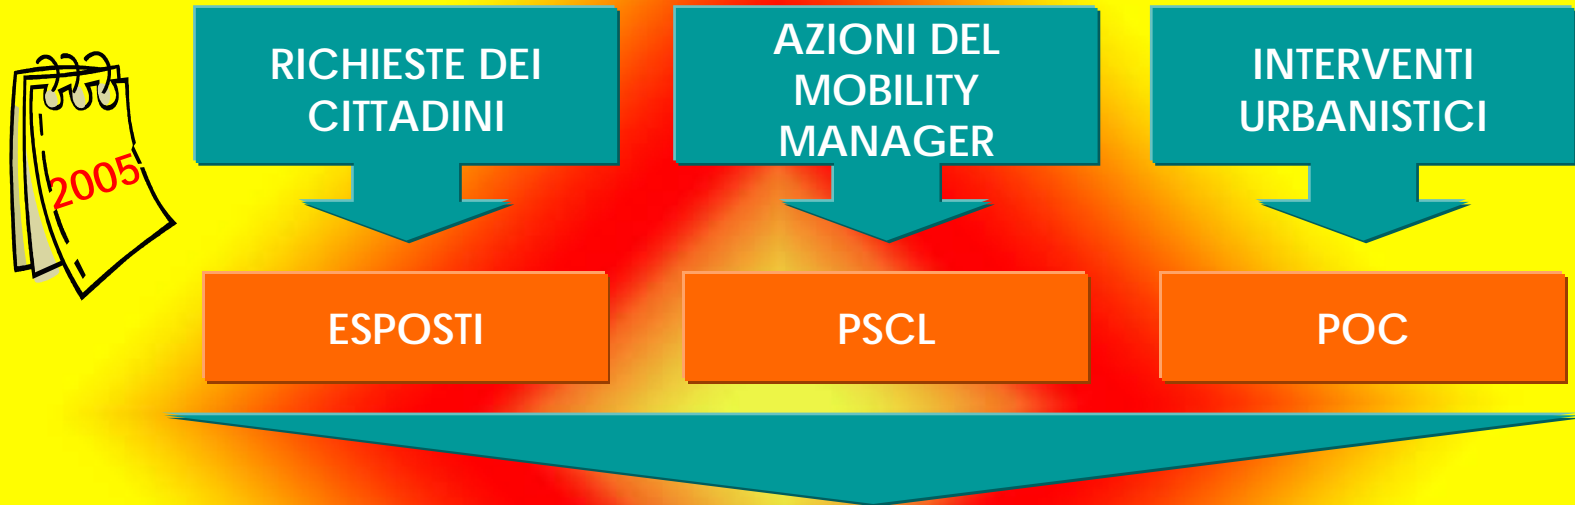 2005
RICHIESTE DEI
CITTADINI
AZIONI DEL
MOBILITY
MANAGER
INTERVENTI
URBANISTICI
ESPOSTI
PSCL
POC